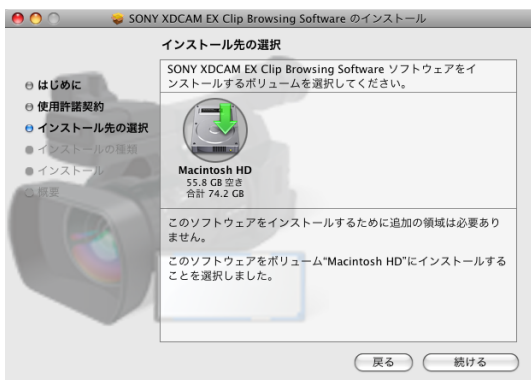 SONY XDCAM EX Clip Browsing Software のインストール
インストール先の選択
はじめに
使用許諾契約
インストール先の選択
インストールの種類
インストール
概要
SONY XDCAM EX Clip Browsing Software ソフトウェアをイ
ンストールするボリュームを選択してください。
Macintosh HD
55.8 GB 空き
合計 74.2 GB
このソフトウェアをインストールするために追加の領域は必要あり
ません。
このソフトウェアをボリューム“Macintosh HD”にインストールする
ことを選択しました。
戻る
続ける